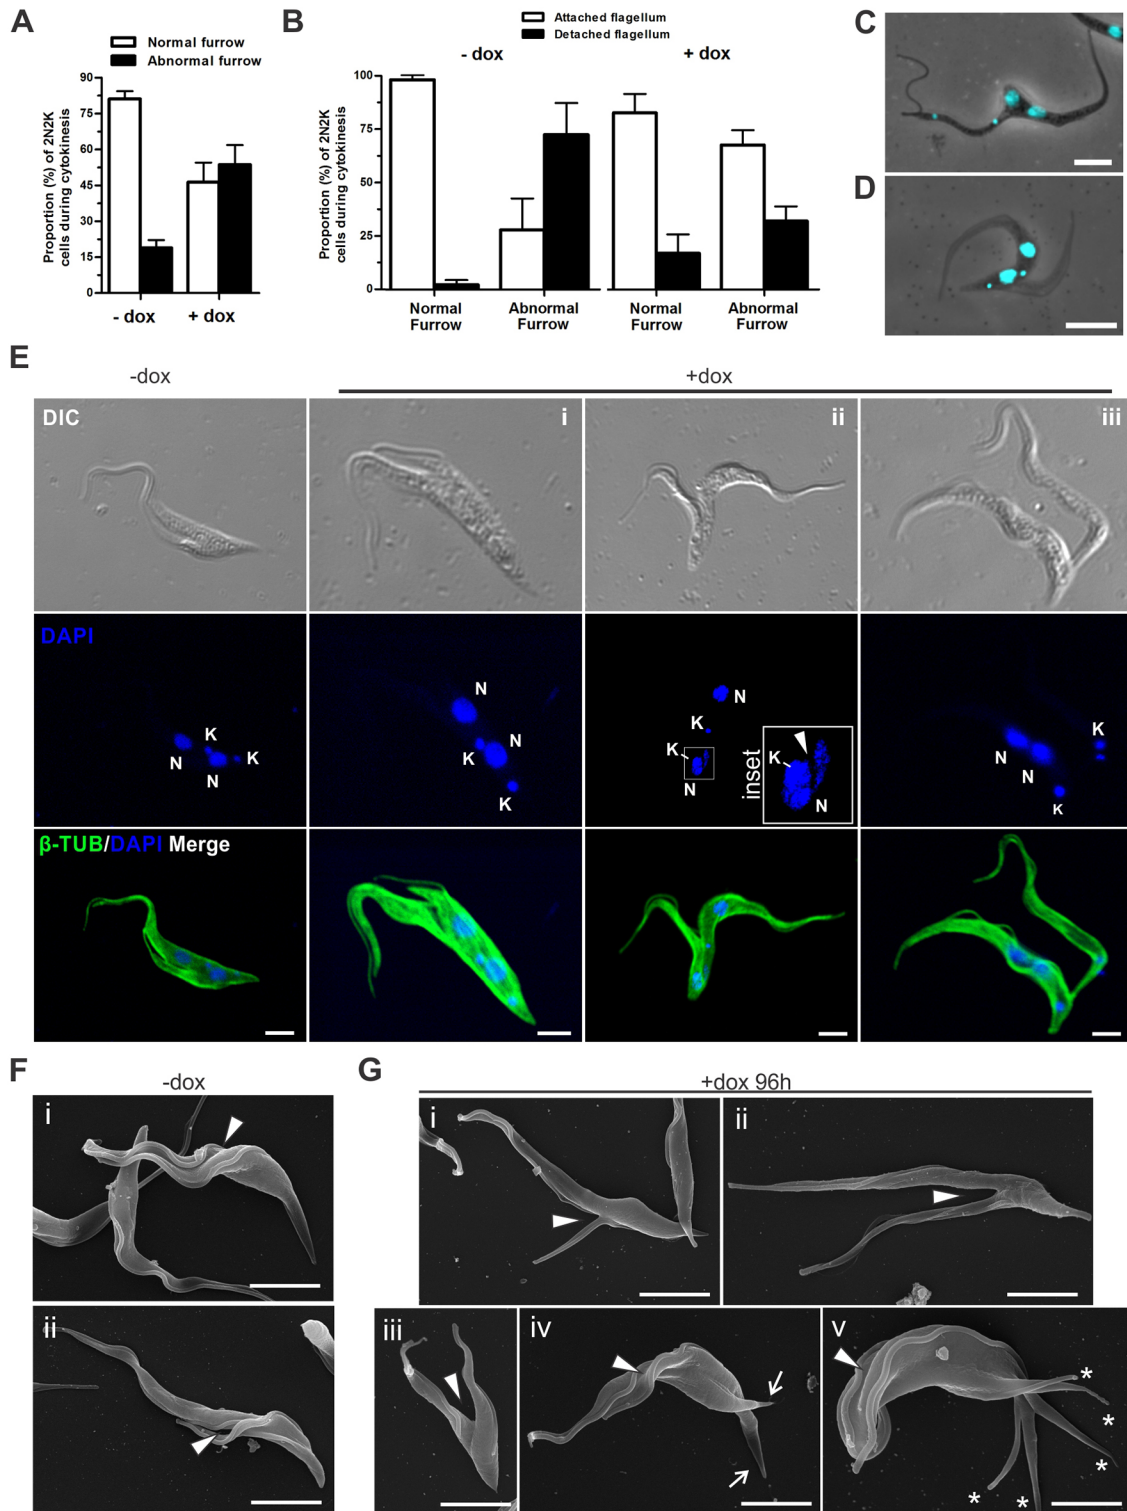 A
Normal furrow
Abnormal furrow
Proportion (%) of 2N2K
cells during cytokinesis
90
75
60
45
30
15
0
- dox
+ dox
B
Attached flagellum
Detached flagellum
- dox
+ dox
Proportion (%) of 2N2K
cells during cytokinesis
100
75
50
25
0
Normal
Furrow
Abnormal
Furrow
Normal
Furrow
Abnormal
Furrow
C
D
E
-dox
+dox
DIC
i
ii
iii
DAPI
N
K
K
N
N
N
N
K
K
N
K
K
N
inset
K
N
K
N
N
K
β-TUB/DAPI Merge
F
-dox
i
ii
G
+dox 96h
i
ii
iii
iv
v
*
*
*
*
*